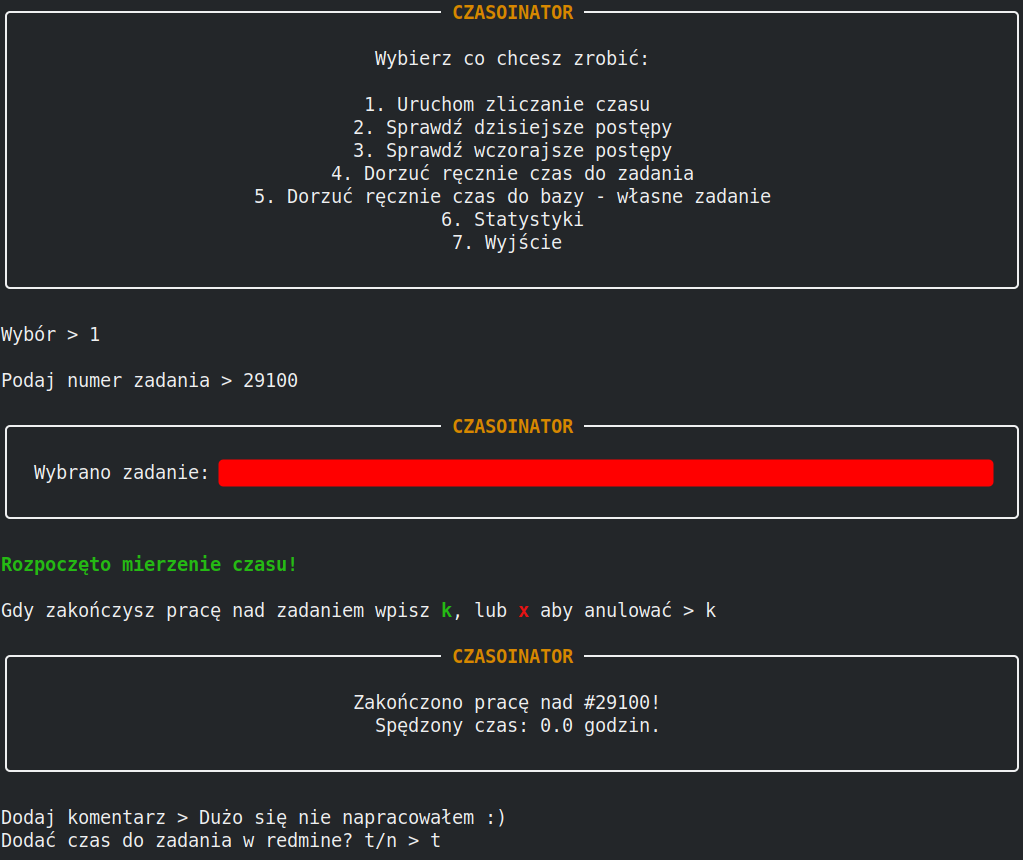 CZASOINATOR
Wybierz co chcesz zrobić:
1. Uruchom zliczanie czasu
2. Sprawdź dzisiejsze postępy
3. Sprawdź wczorajsze postępy
4. Dorzuć ręcznie czas do zadania
5. Dorzuć ręcznie czas do bazy - własne zadanie
6. Statystyki
7. Wyjście
Wybór > 1
Podaj numer zadania > 29100
CZASOINATOR
Wybrano zadanie:
Rozpoczęto mierzenie czasu!
Gdy zakończysz pracę nad zadaniem wpisz k, lub x aby anulować > k
CZASOINATOR
Zakończono pracę nad #29100!
Spędzony czas: 0.0 godzin.
Dodaj komentarz > Dużo się nie napracowałem :)
Dodać czas do zadania w redmine? t/n > t